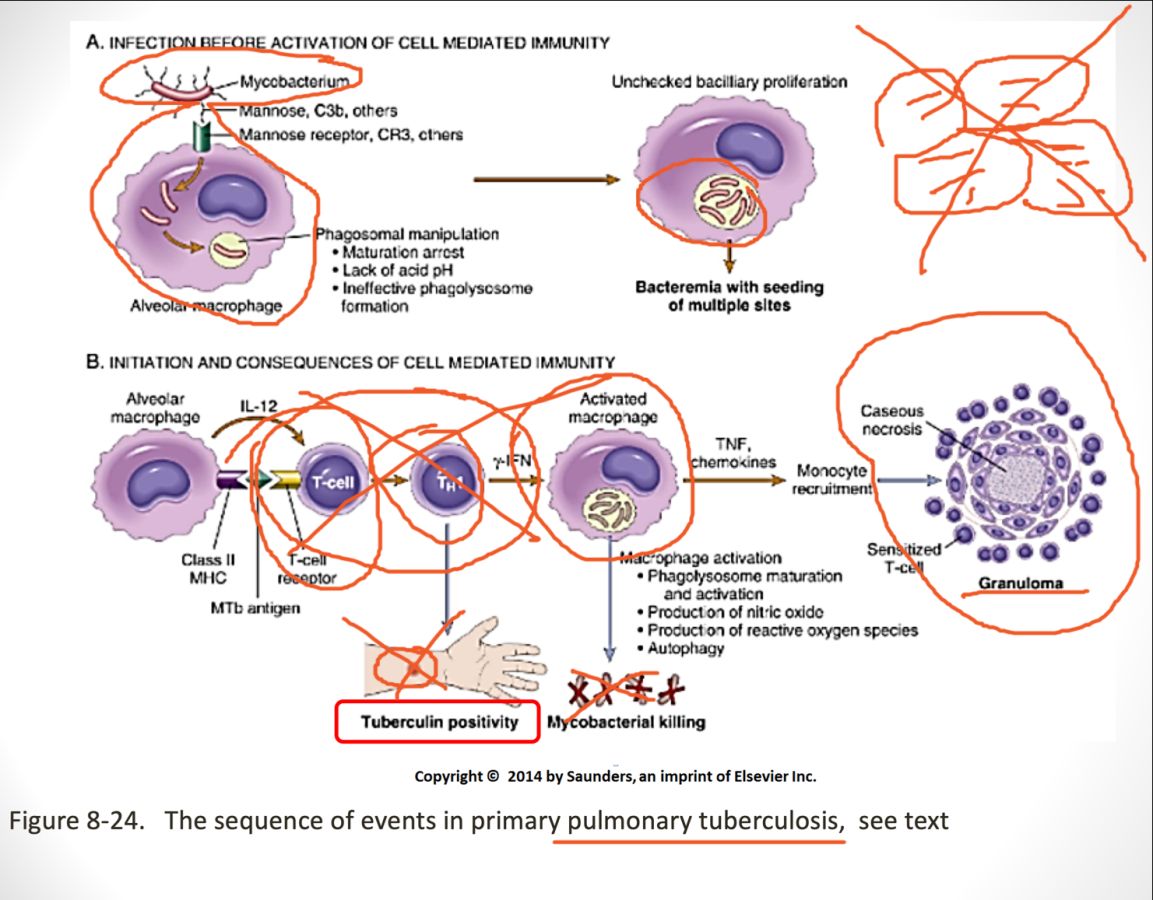 A. INFECTION BEFORE ACTIVATION OF CELL MEDIATED IMMUNITY
Mycobacterium
Mannose, C3b, others
Mannose receptor, CR3, others
Phagosomal manipulation
• Maturation arrest
• Lack of acid pH
• Ineffective phagolysosome
formation
Alveolar macrophage
Unchecked bacilliary proliferation
Bacteremia with seeding
of multiple sites
B. INITIATION AND CONSEQUENCES OF CELL MEDIATED IMMUNITY
Alveolar
macrophage
IL-12
T-cell
TH1
γ-IFN
Activated
macrophage
TNF,
chemokines
Monocyte
recruitment
Caseous
necrosis
Sensitized
T-cell
Granuloma
Class II
MHC
MTb antigen
T-cell
receptor
Macrophage activation
• Phagolysosome maturation
and activation
• Production of nitric oxide
• Production of reactive oxygen species
• Autophagy
Tuberculin positivity
Mycobacterial killing
Copyright © 2014 by Saunders, an imprint of Elsevier Inc.
Figure 8-24. The sequence of events in primary pulmonary tuberculosis, see text